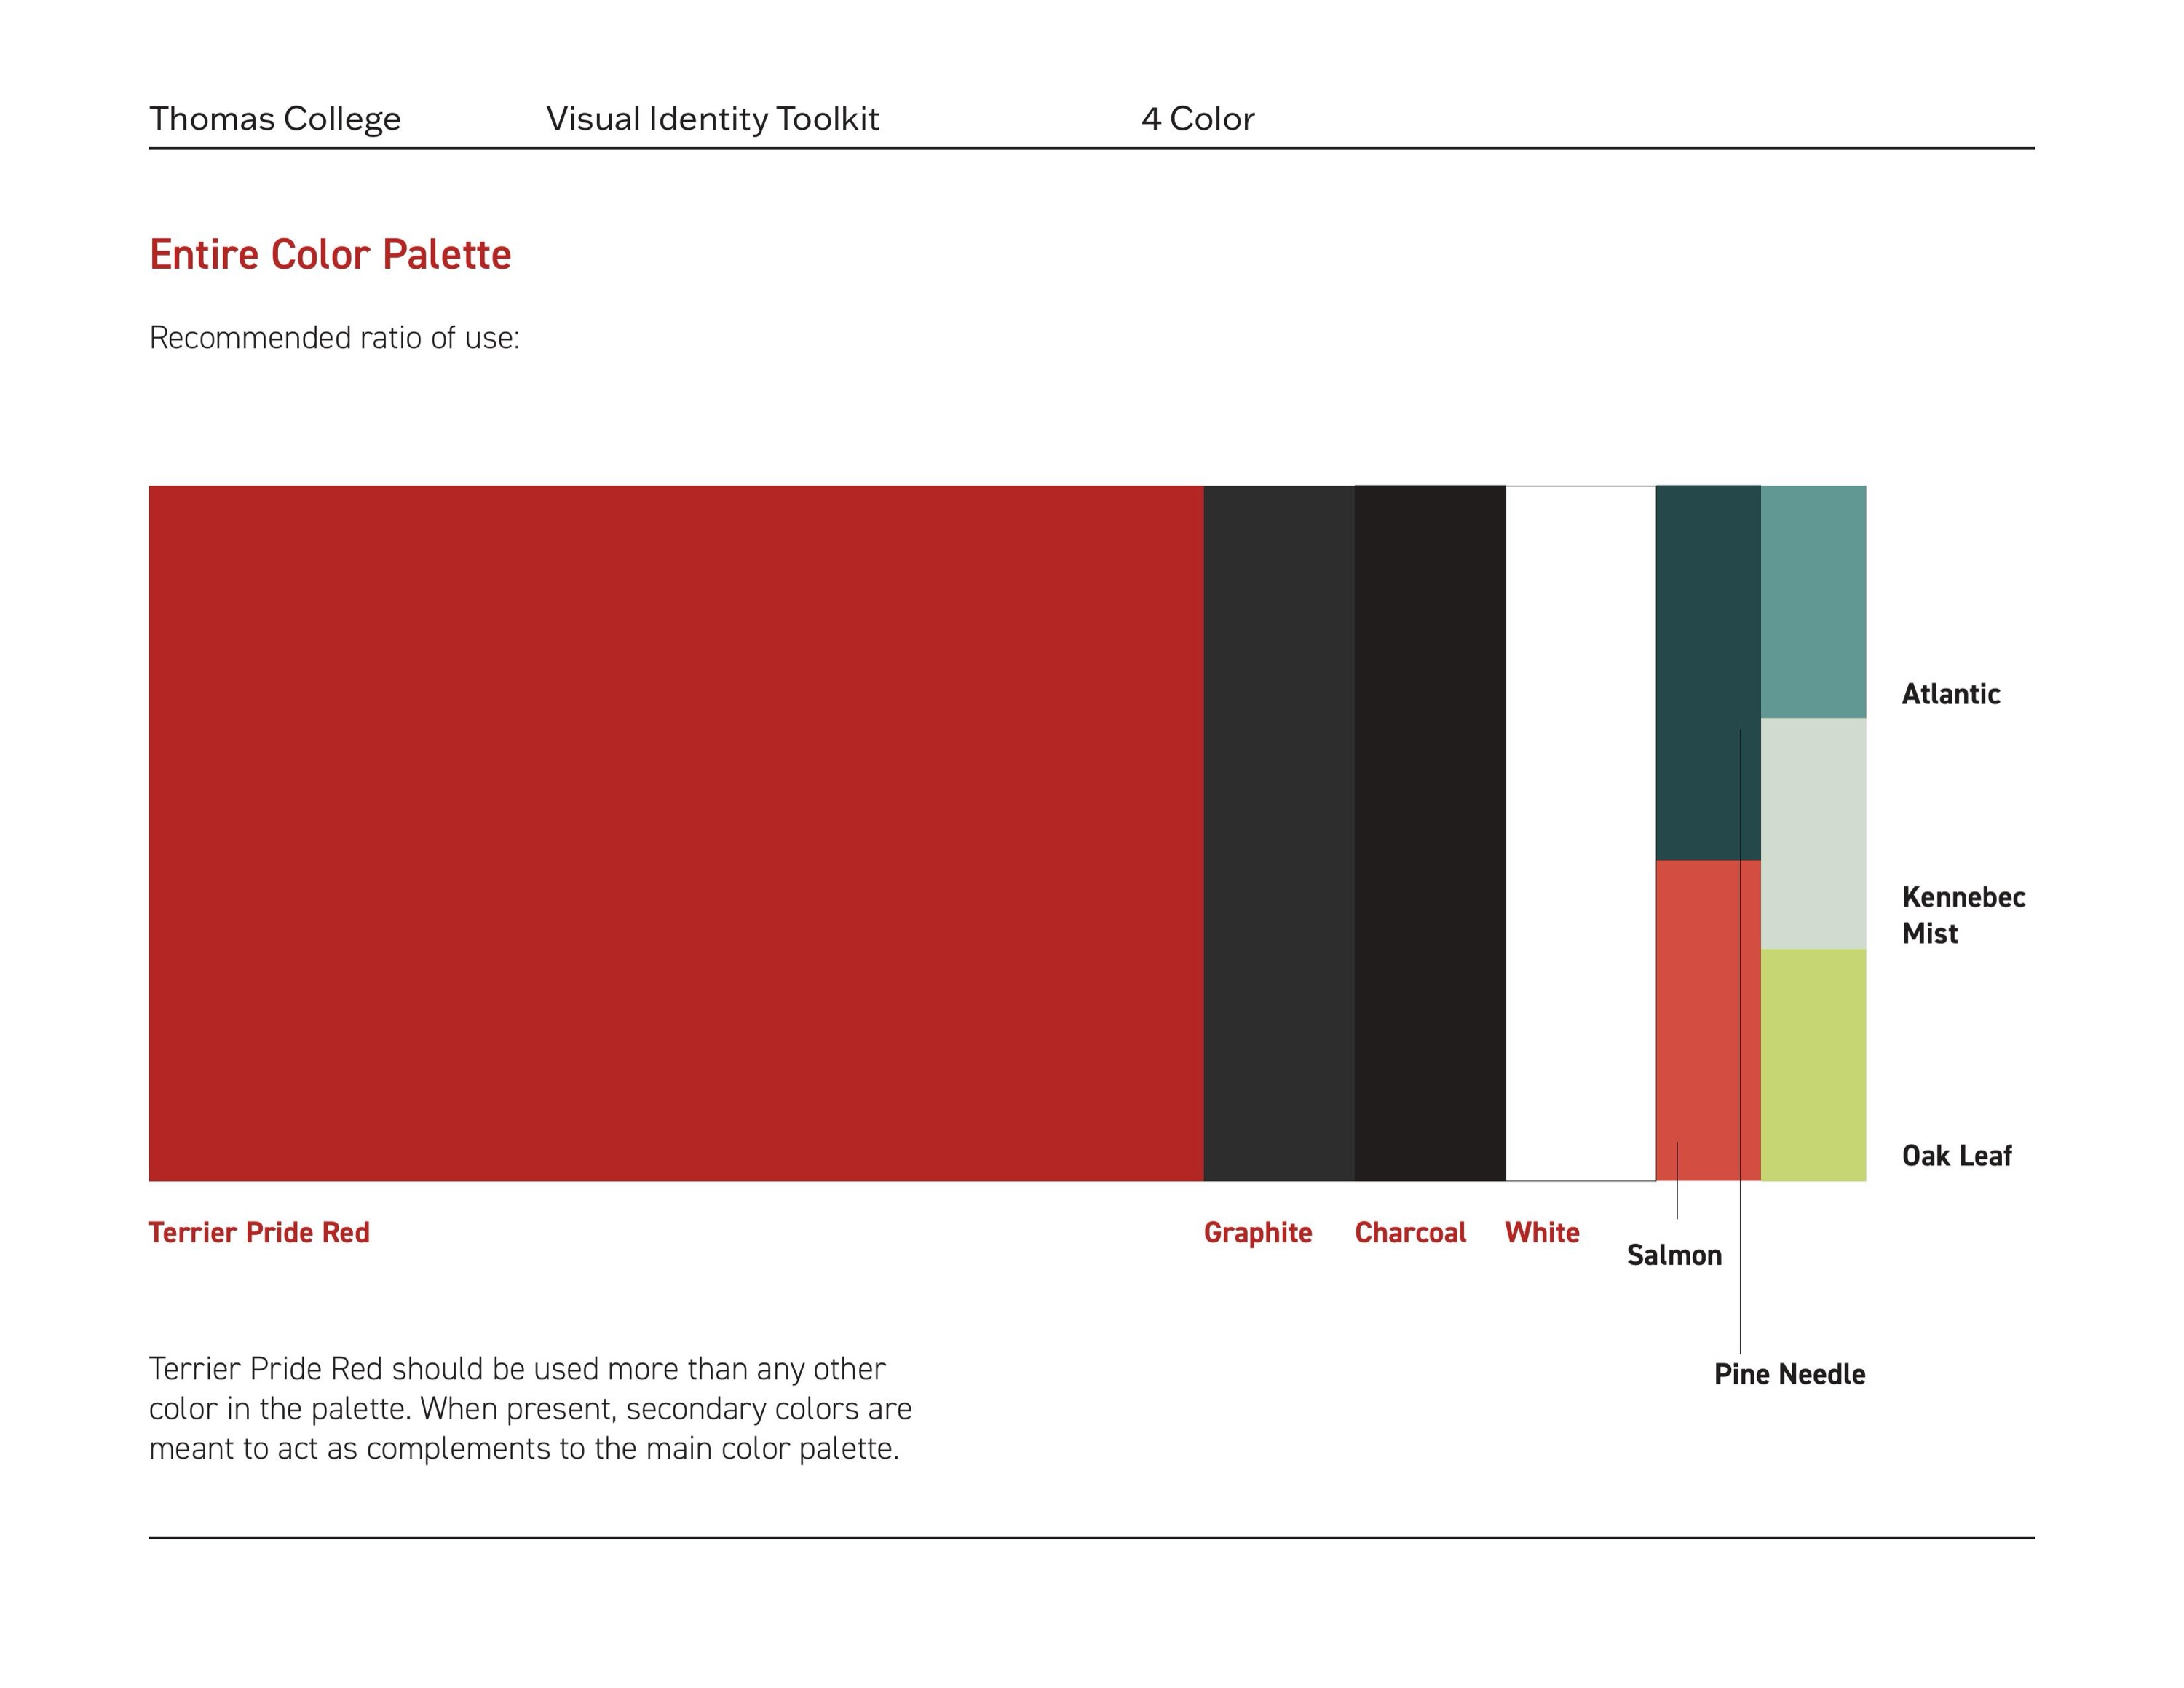 Thomas College
Visual Identity Toolkit
4 Color
Entire Color Palette
Recommended ratio of use:
Atlantic
Kennebec
Mist
Oak Leaf
Terrier Pride Red
Graphite
Charcoal
White
Salmon
Pine Needle
Terrier Pride Red should be used more than any other
color in the palette. When present, secondary colors are
meant to act as complements to the main color palette.